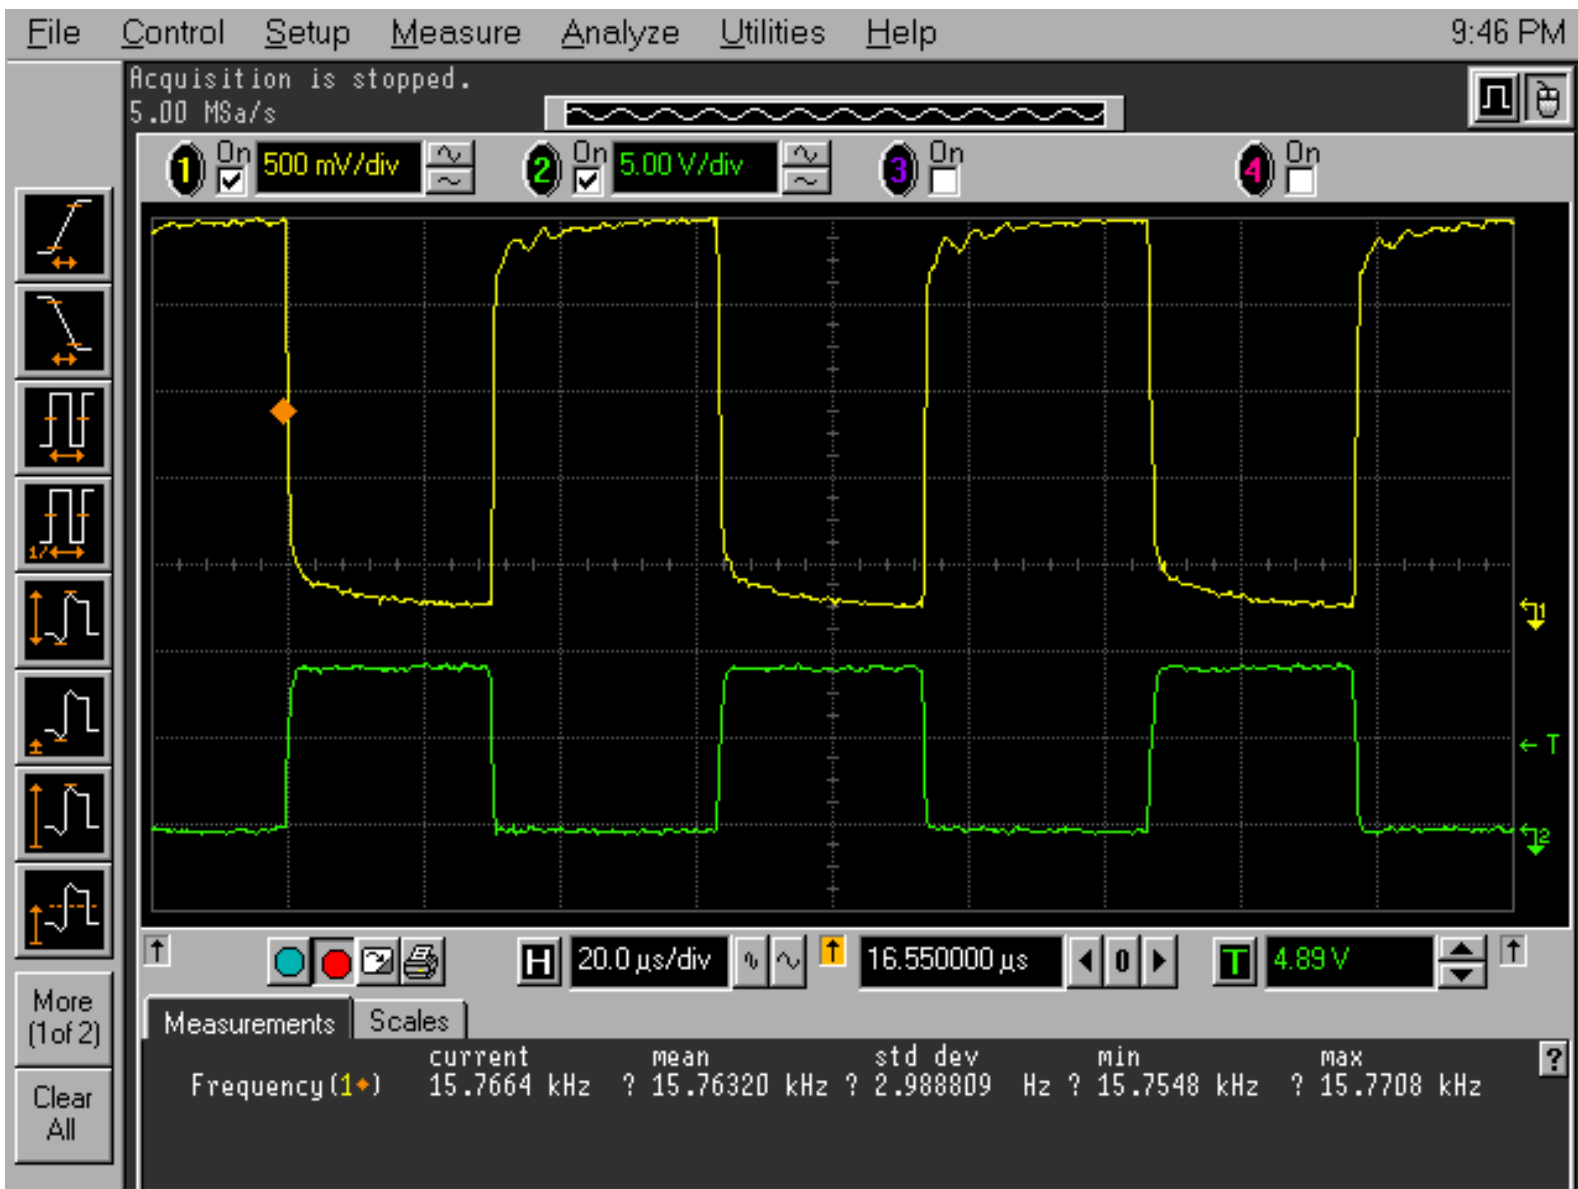 File Control Setup Measure Analyze Utilities Help 9:46 PM
Acquisition is stopped.
5.00 MSa/s
1 On 500 mV/div 2 On 5.00 V/div 3 On 4 On
1
T
2
H 20.0 µs/div 16.550000 µs 0 T 4.89 V
More
(1of 2)
Clear
All
Measurements Scales
current mean std dev min max
Frequency(1) 15.7664 kHz ? 15.76320 kHz ? 2.988809 Hz ? 15.7548 kHz ? 15.7708 kHz
?
1/